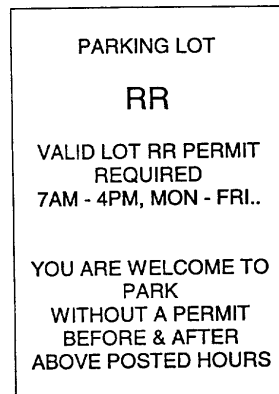 PARKING LOT
RR
VALID LOT RR PERMIT
REQUIRED
7AM - 4PM, MON - FRI..
YOU ARE WELCOME TO
PARK
WITHOUT A PERMIT
BEFORE & AFTER
ABOVE POSTED HOURS